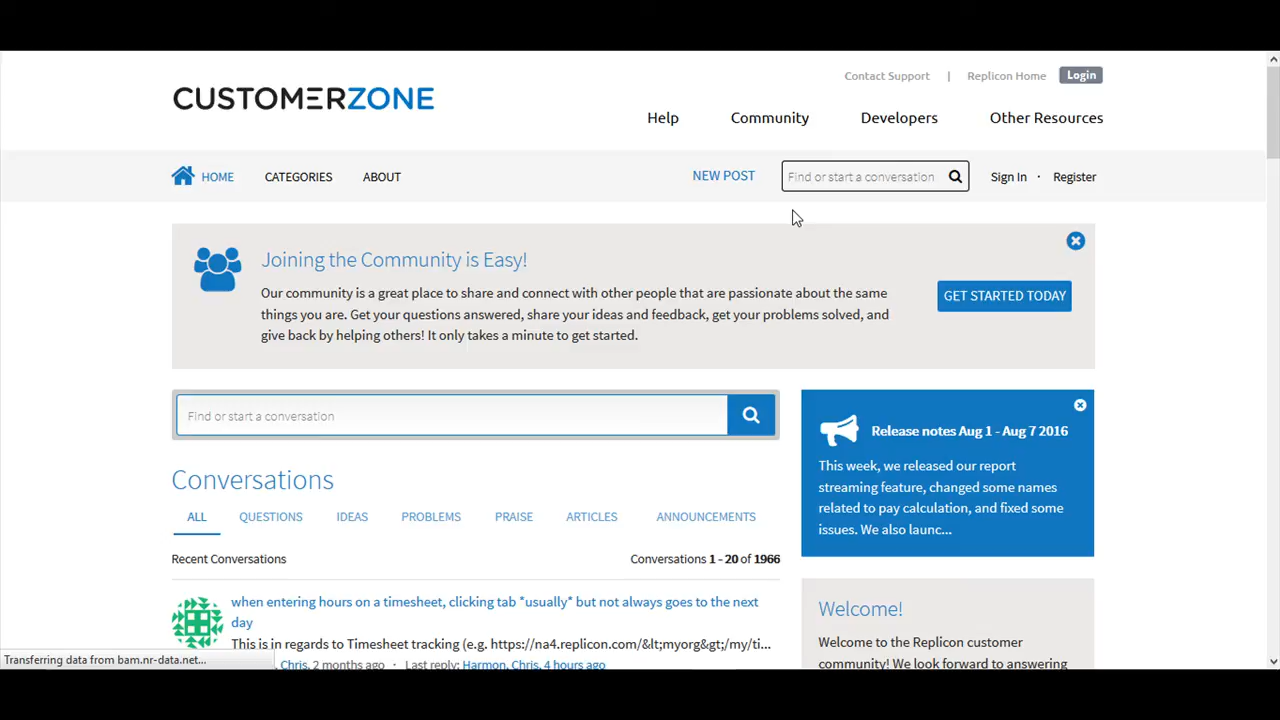 Contact Support | Replicon Home Login
CUSTOMERZONE
Help Community Developers Other Resources
HOME CATEGORIES ABOUT NEW POST Find or start a conversation Sign In · Register
Joining the Community is Easy!
Our community is a great place to share and connect with other people that are passionate about the same
things you are. Get your questions answered, share your ideas and feedback, get your problems solved, and
give back by helping others! It only takes a minute to get started.
GET STARTED TODAY
Find or start a conversation
Conversations
ALL QUESTIONS IDEAS PROBLEMS PRAISE ARTICLES ANNOUNCEMENTS
Recent Conversations Conversations 1 - 20 of 1966
when entering hours on a timesheet, clicking tab *usually* but not always goes to the next
day
This is in regards to Timesheet tracking (e.g. https://na4.replicon.com/&lt;myorg&gt;/my/ti...
, Chris, 2 months ago · Last reply: Harmon, Chris, 4 hours ago
Release notes Aug 1 - Aug 7 2016
This week, we released our report
streaming feature, changed some names
related to pay calculation, and fixed some
issues. We also launc...
Welcome!
Welcome to the Replicon customer
community! We look forward to answering
Transferring data from bam.nr-data.net...